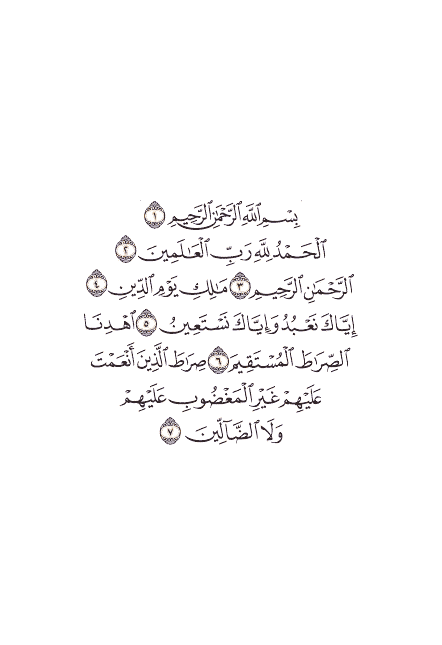 بِسْمِ ٱللَّهِ ٱلرَّحْمَٰنِ ٱلرَّحِيمِ ١
ٱلْحَمْدُ لِلَّهِ رَبِّ ٱلْعَٰلَمِينَ ٢
ٱلرَّحْمَٰنِ ٱلرَّحِيمِ ٣ مَٰلِكِ يَوْمِ ٱلدِّينِ ٤
إِيَّاكَ نَعْبُدُ وَإِيَّاكَ نَسْتَعِينُ ٥ ٱهْدِنَا
ٱلصِّرَٰطَ ٱلْمُسْتَقِيمَ ٦ صِرَٰطَ ٱلَّذِينَ أَنْعَمْتَ
عَلَيْهِمْ غَيْرِ ٱلْمَغْضُوبِ عَلَيْهِمْ
وَلَا ٱلضَّآلِّينَ ٧